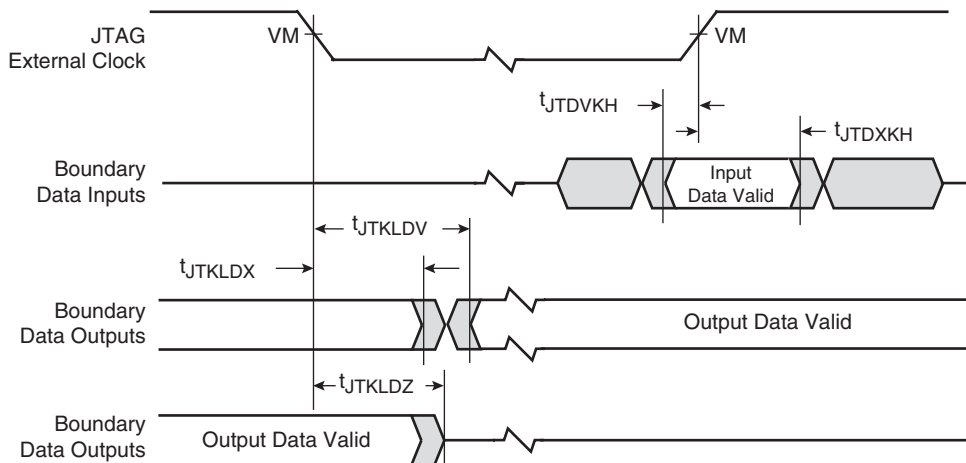 JTAG
External Clock
VM
VM
tJTDVKH
tJTDXKH
Boundary
Data Inputs
Input
Data Valid
tJTKLDV
tJTKLDX
Boundary
Data Outputs
Output Data Valid
tJTKLDZ
Boundary
Data Outputs
Output Data Valid